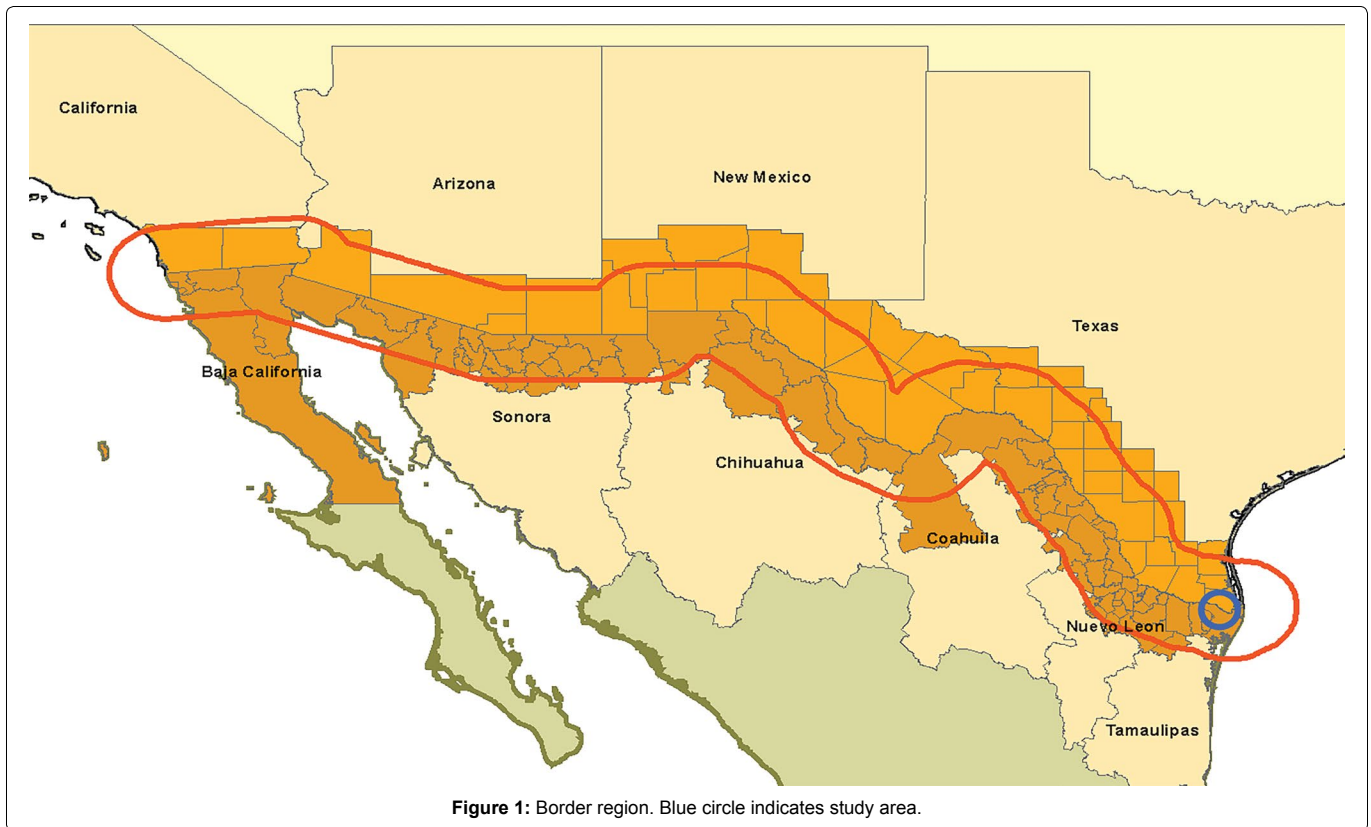 California
Arizona
New Mexico
Texas
Baja California
Sonora
Chihuahua
Coahuila
Nuevo Leon
Tamaulipas
Figure 1: Border region. Blue circle indicates study area.